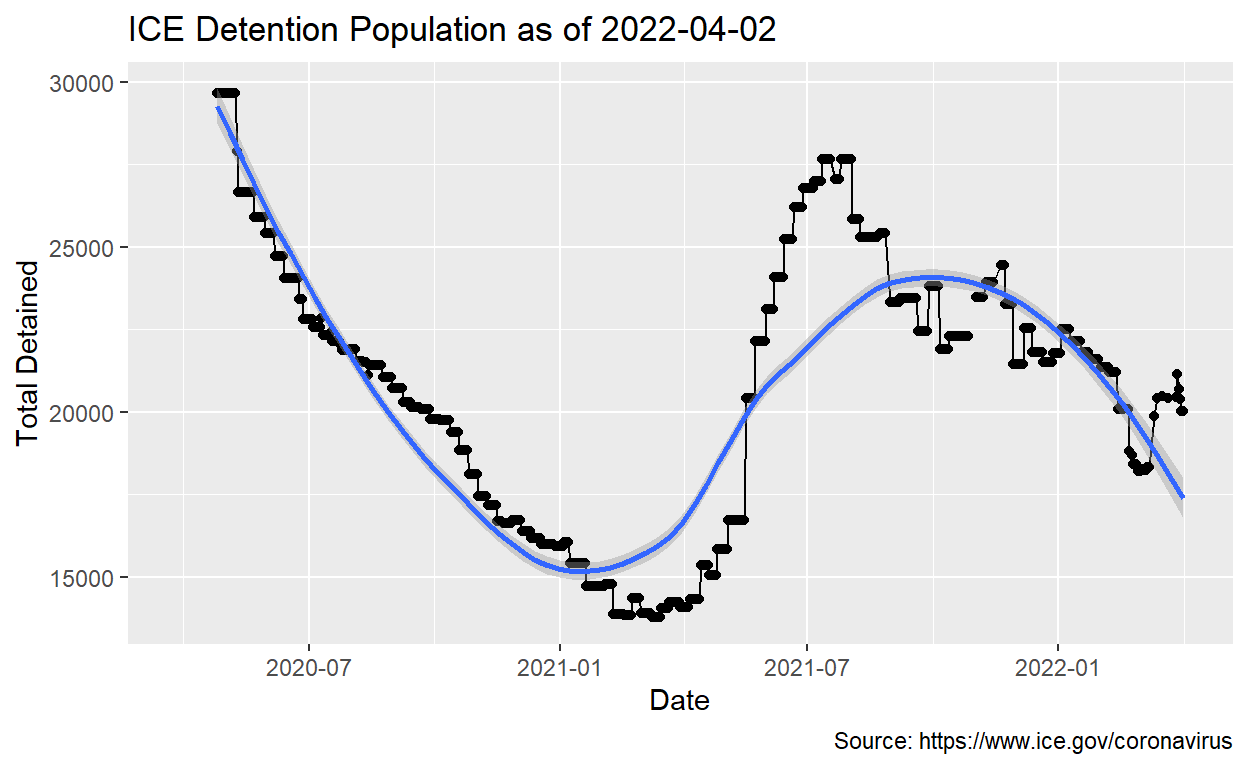 ICE Detention Population as of 2022-04-02
30000
25000
20000
15000
Total Detained
2020-07
2021-01
2021-07
2022-01
Date
Source: https://www.ice.gov/coronavirus